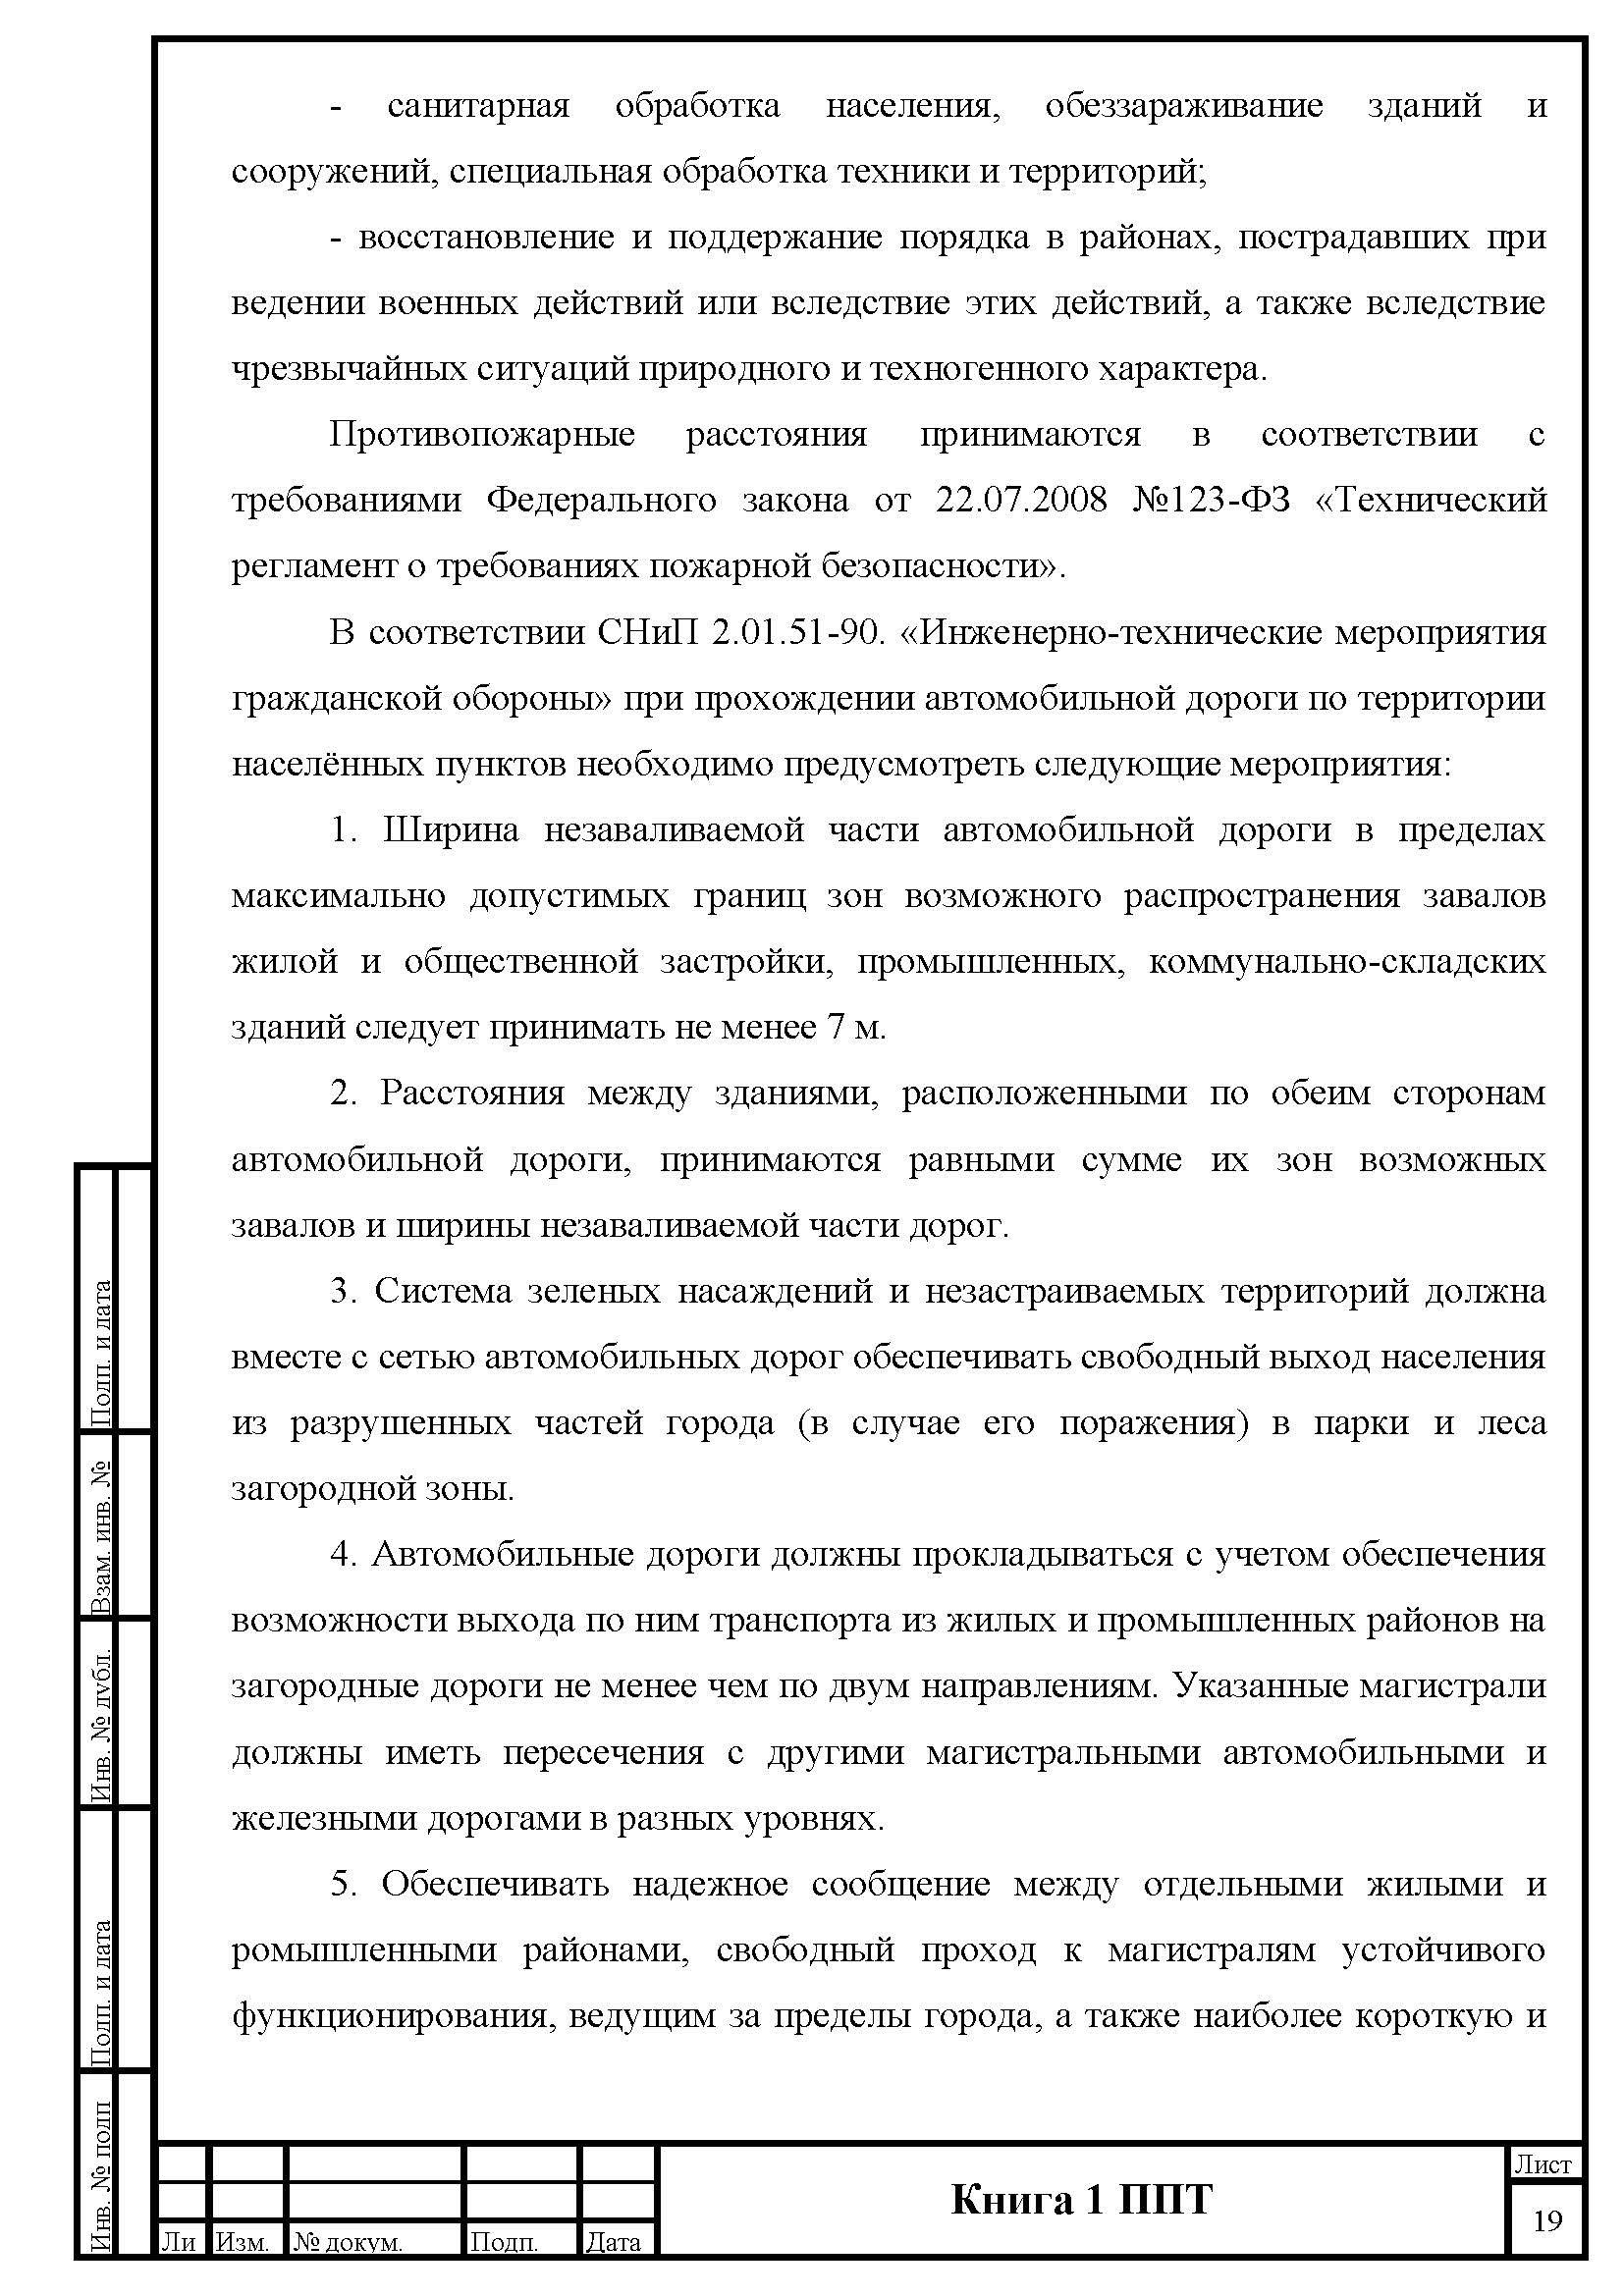 - санитарная обработка населения, обеззараживание зданий и
сооружений, специальная обработка техники и территорий;
- восстановление и поддержание порядка в районах, пострадавших при
ведении военных действий или вследствие этих действий, а также вследствие
чрезвычайных ситуаций природного и техногенного характера.
Противопожарные расстояния принимаются в соответствии с
требованиями Федерального закона от 22.07.2008 №123-ФЗ «Технический
регламент о требованиях пожарной безопасности».
В соответствии СНиП 2.01.51-90. «Инженерно-технические мероприятия
гражданской обороны» при прохождении автомобильной дороги по территории
населённых пунктов необходимо предусмотреть следующие мероприятия:
1. Ширина незаваливаемой части автомобильной дороги в пределах
максимально допустимых границ зон возможного распространения завалов
жилой и общественной застройки, промышленных, коммунально-складских
зданий следует принимать не менее 7 м.
2. Расстояния между зданиями, расположенными по обеим сторонам
автомобильной дороги, принимаются равными сумме их зон возможных
завалов и ширины незаваливаемой части дорог.
3. Система зеленых насаждений и незастраиваемых территорий должна
вместе с сетью автомобильных дорог обеспечивать свободный выход населения
из разрушенных частей города (в случае его поражения) в парки и леса
загородной зоны.
4. Автомобильные дороги должны прокладываться с учетом обеспечения
возможности выхода по ним транспорта из жилых и промышленных районов на
загородные дороги не менее чем по двум направлениям. Указанные магистрали
должны иметь пересечения с другими магистральными автомобильными и
железными дорогами в разных уровнях.
5. Обеспечивать надежное сообщение между отдельными жилыми и
ромышленными районами, свободный проход к магистралям устойчивого
функционирования, ведущим за пределы города, а также наиболее короткую и
Подп. и дата
Взам. инв. №
Инв. № дубл.
Подп. и дата
Инв. № подп
Ли Изм. № докум. Подп. Дата
Книга 1 ППТ
Лист
19